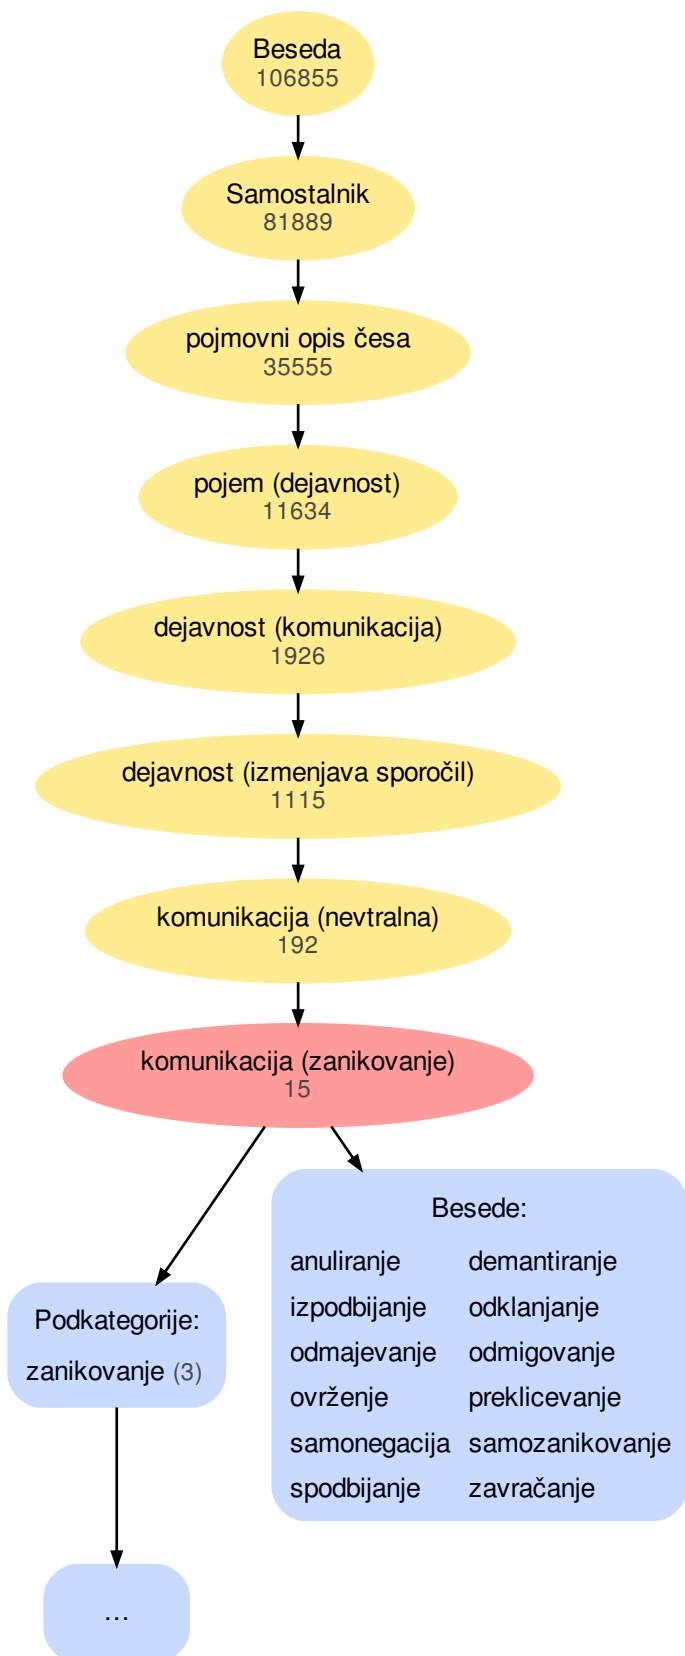 Beseda
106855
Samostalnik
81889
pojmovni opis česa
35555
pojem (dejavnost)
11634
dejavnost (komunikacija)
1926
dejavnost (izmenjava sporočil)
1115
komunikacija (nevtralna)
192
komunikacija (zanikovanje)
15
Besede:
anuliranje demantiranje
izpodbijanje odklanjanje
odmajevanje odmigovanje
ovrženje preklicevanje
samonegacija samozanikovanje
spodbijanje zavračanje
Podkategorije:
zanikovanje (3)
...